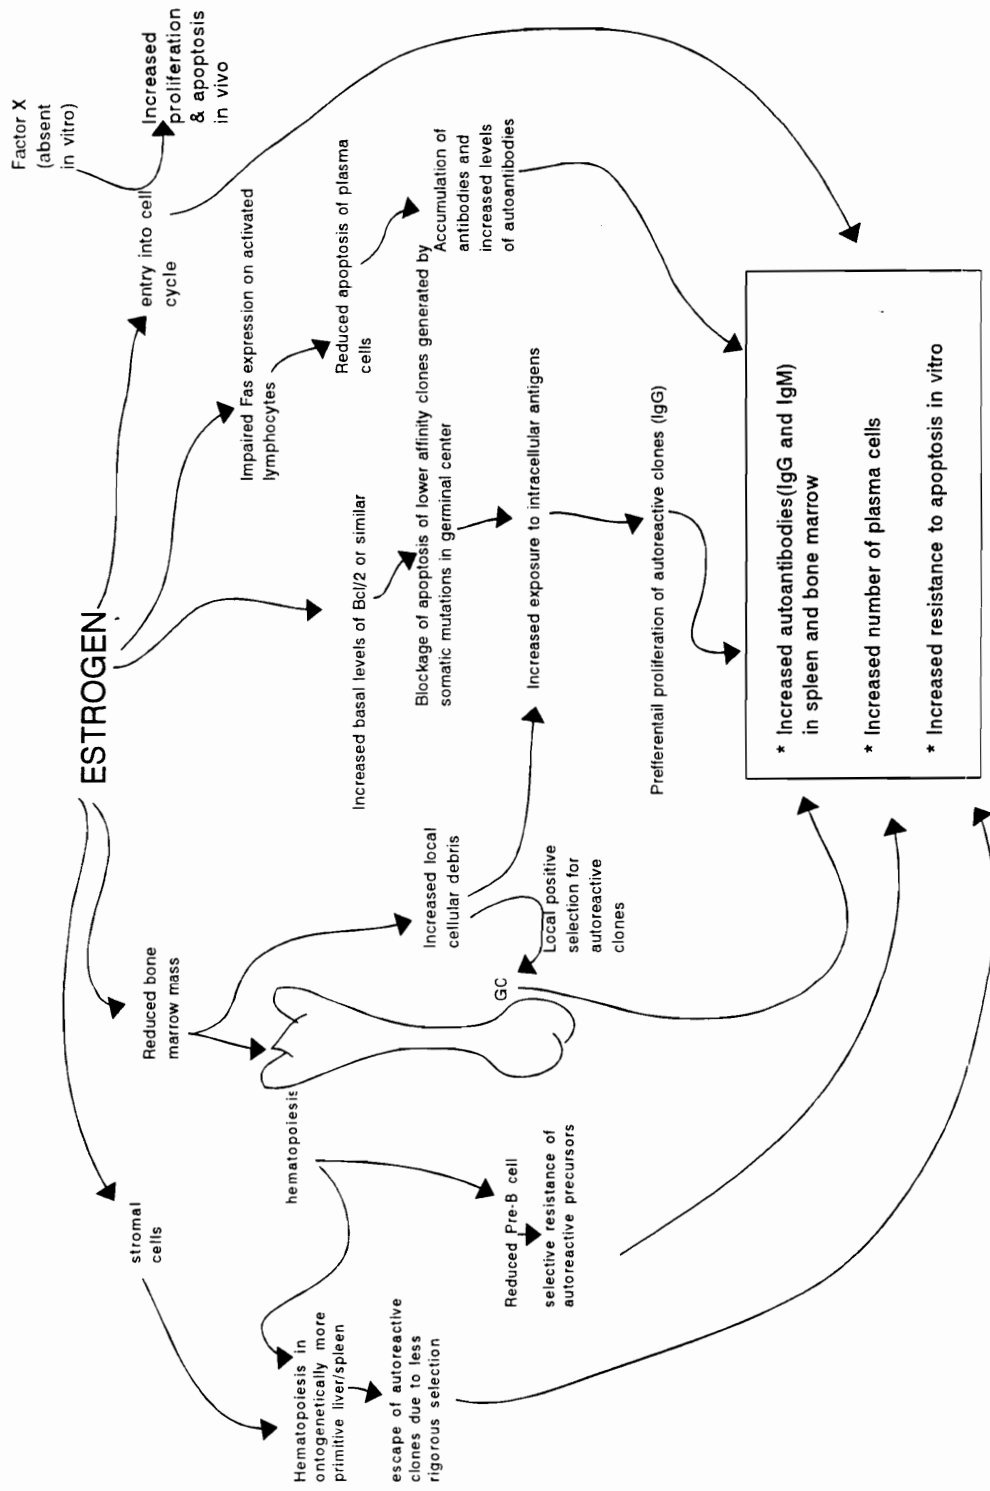 ESTROGEN
stromal
cells
Hematopoiesis in
ontogenetically more
primitive liver/spleen
escape of autoreactive
clones due to less
rigorous selection
Reduced bone
marrow mass
hematopoiesis
Reduced Pre-B cell
selective resistance of
autoreactive precursors
GC
Increased local
cellular debris
Local positive
selection for
autoreactive
clones
Increased basal levels of Bcl/2 or similar
Blockage of apoptosis of lower affinity clones generated by
somatic mutations in germinal center
Increased exposure to intracellular antigens
Prefferentail proliferation of autoreactive clones (IgG)
Impaired Fas expression on activated
lymphocytes
Reduced apoptosis of plasma
cells
Accumulation of
antibodies and
increased levels
of autoantibodies
entry into cell
cycle
Factor X
(absent
in vitro)
Increased
proliferation
& apoptosis
in vivo
* Increased autoantibodies(IgG and IgM)
in spleen and bone marrow
* Increased number of plasma cells
* Increased resistance to apoptosis in vitro